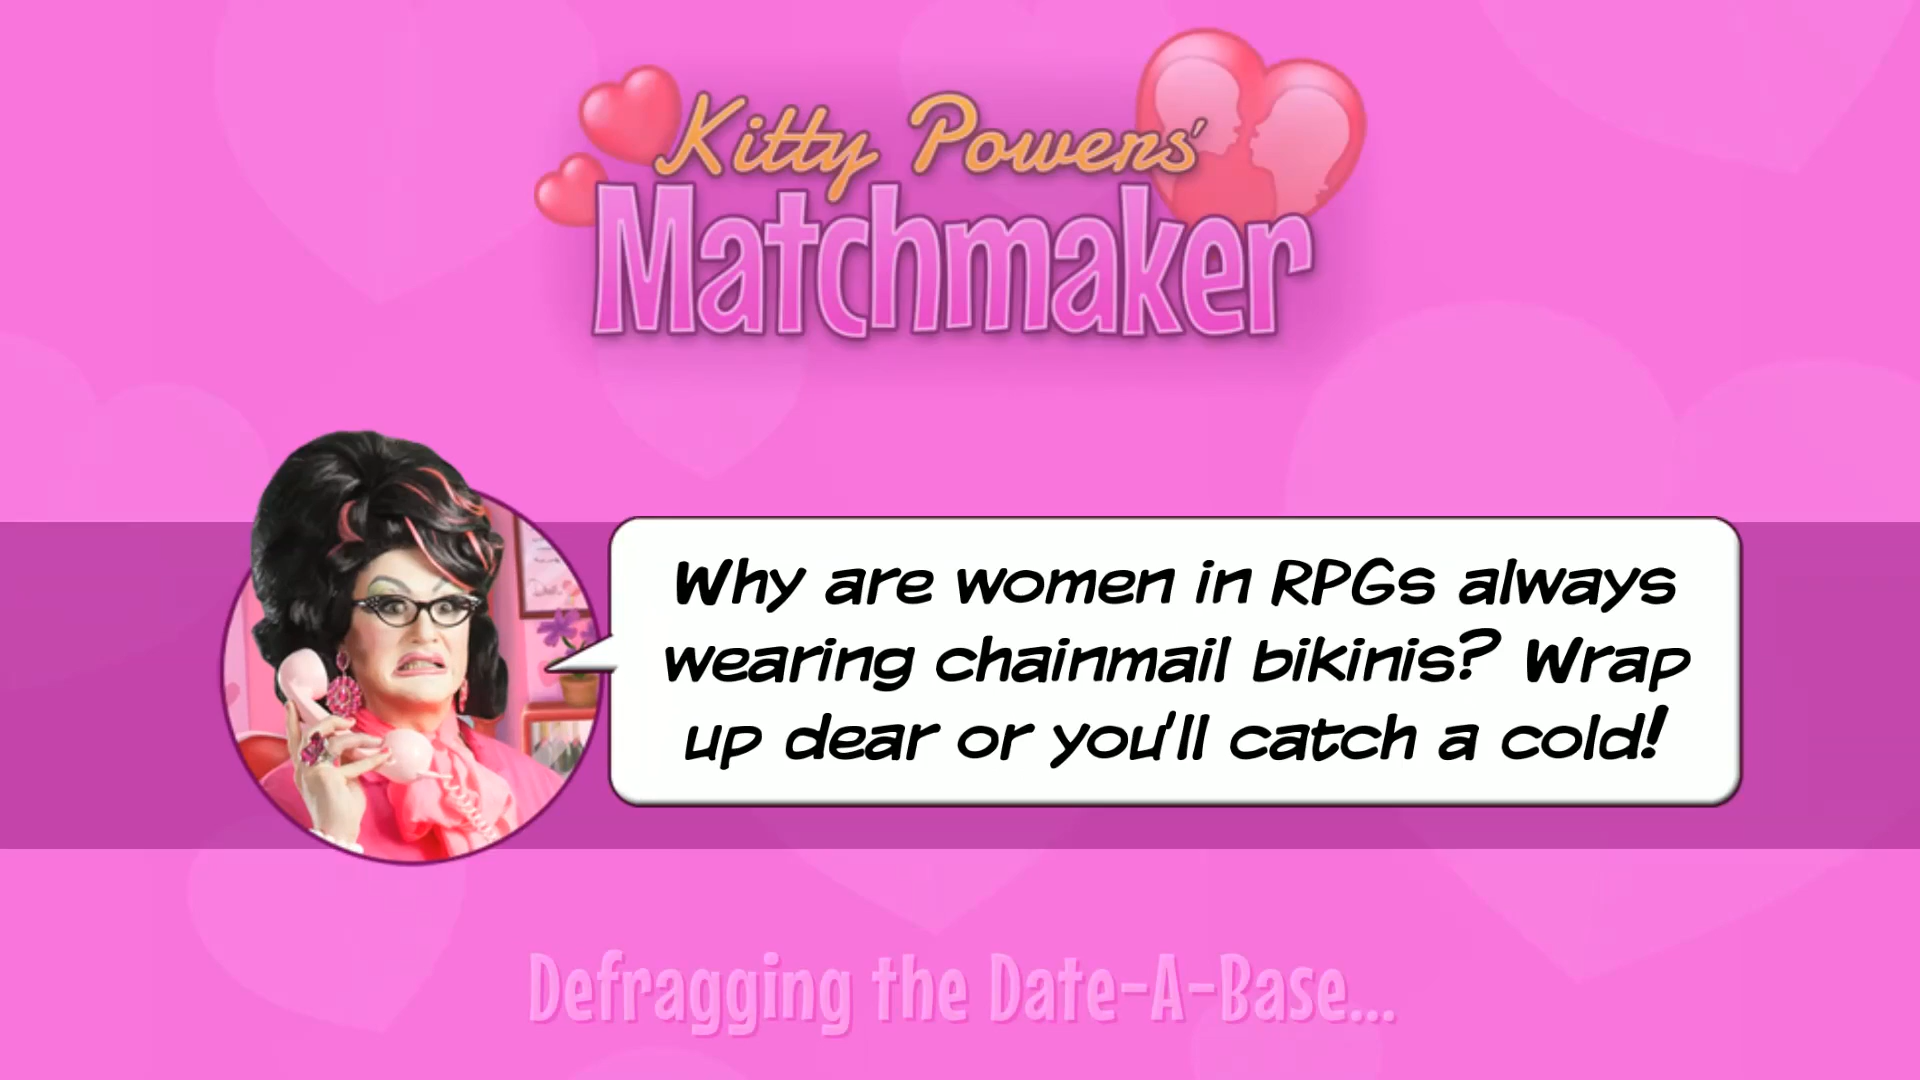 Kitty Powers'
Matchmaker
Why are women in RPGs always
wearing chainmail bikinis? Wrap
up dear or you'll catch a cold!
Defragging the Date-A-Base...